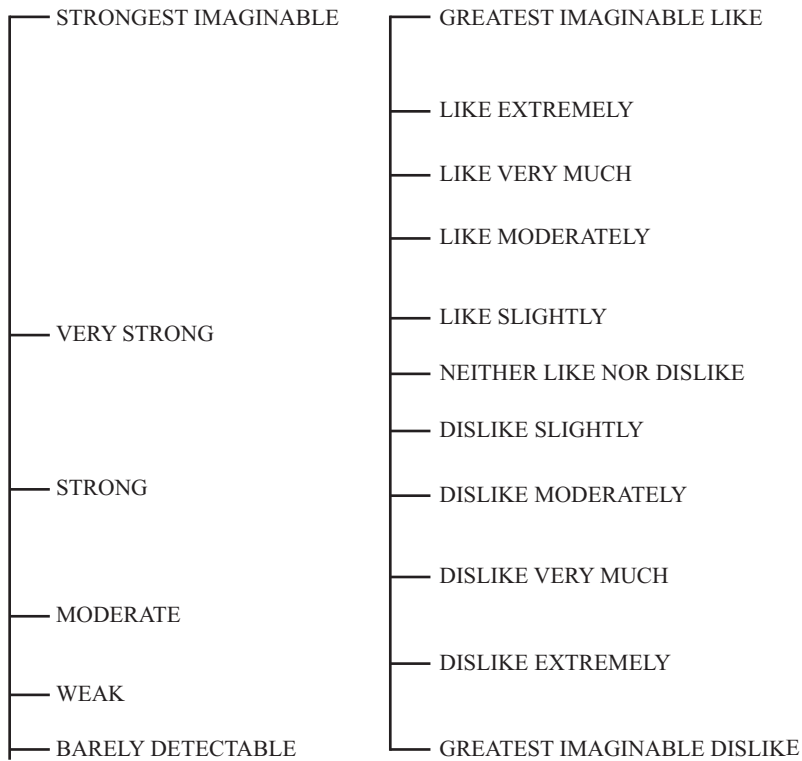 STRONGEST IMAGINABLE
VERY STRONG
STRONG
MODERATE
WEAK
BARELY DETECTABLE
GREATEST IMAGINABLE LIKE
LIKE EXTREMELY
LIKE VERY MUCH
LIKE MODERATELY
LIKE SLIGHTLY
NEITHER LIKE NOR DISLIKE
DISLIKE SLIGHTLY
DISLIKE MODERATELY
DISLIKE VERY MUCH
DISLIKE EXTREMELY
GREATEST IMAGINABLE DISLIKE